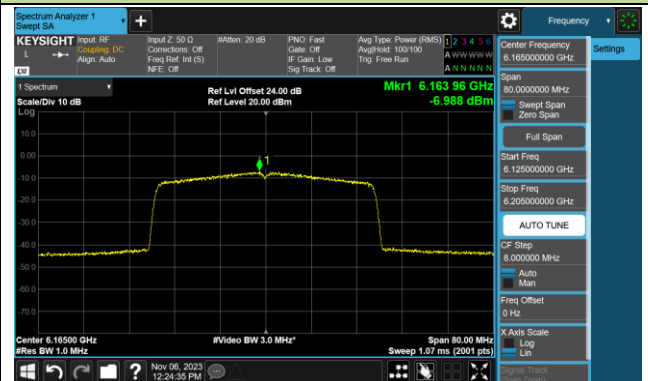 Spectrum Analyzer 1
Swept SA
Frequency
KEYSIGHT
Input: RF
Coupling: DC
Align: Auto
Input Z: 50 Ω
Corrections: Off
Freq Ref: Int (S)
NFE: Off
#Atten: 20 dB
PNO: Fast
Gate: Off
IF Gain: Low
Sig Track: Off
Avg Type: Power (RMS)
Avg|Hold: 100/100
Trig: Free Run
1 2 3 4 5 6
A W W W W W
A N N N N N
L
LXI
Center Frequency
6.165000000 GHz
Settings
Span
80.0000000 MHz
Swept Span
Zero Span
Full Span
Start Freq
6.125000000 GHz
Stop Freq
6.205000000 GHz
AUTO TUNE
CF Step
8.000000 MHz
Auto
Man
Freq Offset
0 Hz
X Axis Scale
Log
Lin
Signal Track
1 Spectrum
Scale/Div 10 dB
Log
Ref Lvl Offset 24.00 dB
Ref Level 20.00 dBm
Mkr1 6.163 96 GHz
-6.988 dBm
1
10.0
0.00
-10.0
-20.0
-30.0
-40.0
-50.0
-60.0
-70.0
Center 6.16500 GHz
#Res BW 1.0 MHz
#Video BW 3.0 MHz*
Span 80.00 MHz
Sweep 1.07 ms (2001 pts)
?
Nov 06, 2023
12:24:35 PM